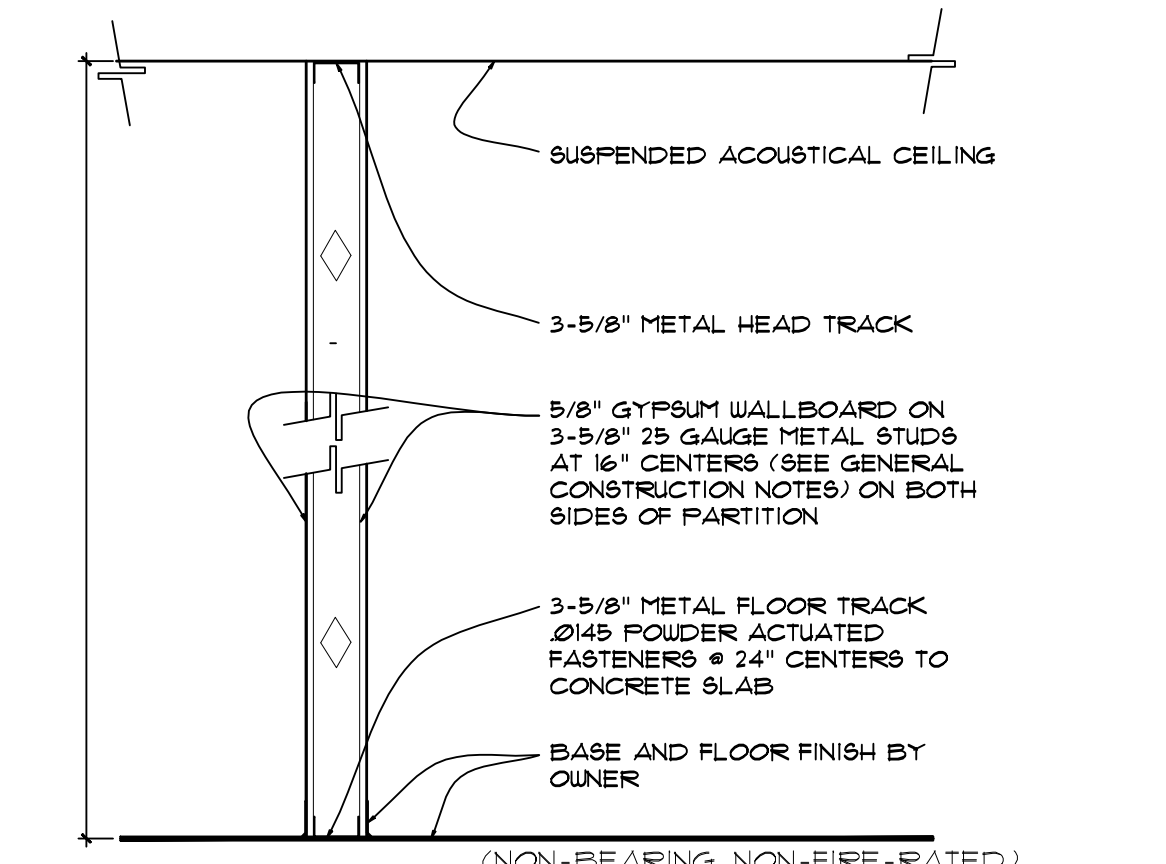 SUSPENDED ACOUSTICAL CEILING
3-5/8" METAL HEAD TRACK
5/8" GYPSUM WALLBOARD ON
3-5/8" 25 GAUGE METAL STUDS
AT 16" CENTERS (SEE GENERAL
CONSTRUCTION NOTES) ON BOTH
SIDES OF PARTITION
3-5/8" METAL FLOOR TRACK
.0145 POWDER ACTUATED
FASTENERS @ 24" CENTERS TO
CONCRETE SLAB
BASE AND FLOOR FINISH BY
OWNER
(NON-BEARING, NON-FIRE-RATED)